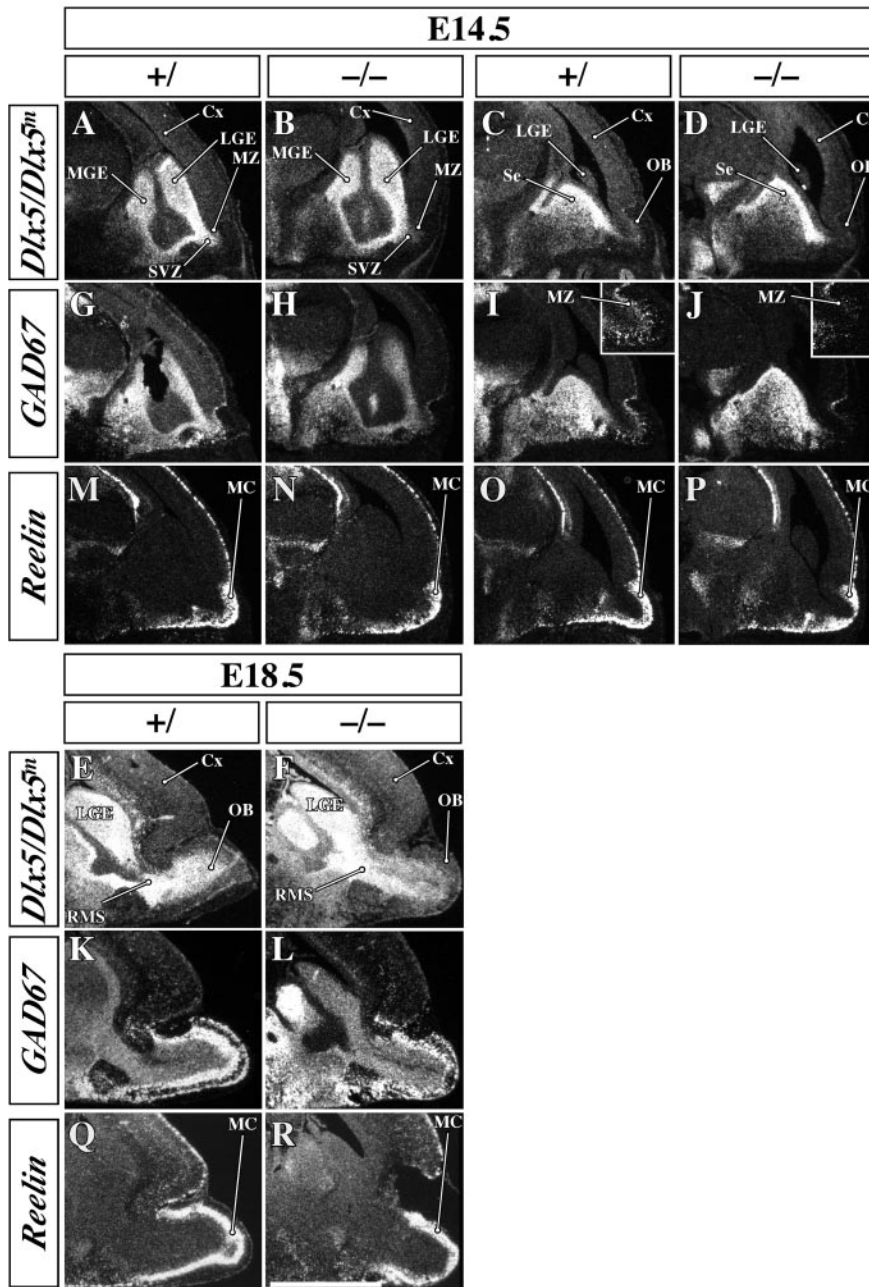 E14.5
+/ −/− +/ −/−
Dlx5/Dlx5ᵐ
A Cx LGE MZ MGE SVZ
B Cx LGE MGE MZ SVZ
C Cx LGE OB Se
D LGE C Se OB
GAD67
G
H
I MZ
J MZ
Reelin
M MC
N MC
O MC
P MC
E18.5
+/ −/−
Dlx5/Dlx5ᵐ
E Cx LGE OB RMS
F Cx LGE OB RMS
GAD67
K
L
Reelin
Q MC
R MC